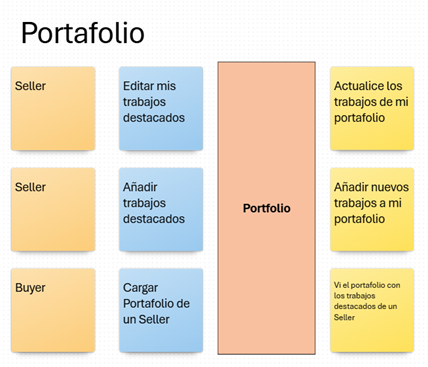 Portafolio
Seller
Editar mis
trabajos
destacados
Actualice los
trabajos de mi
portafolio
Seller
Añadir
trabajos
destacados
Portfolio
Añadir nuevos
trabajos a mi
portafolio
Buyer
Cargar
Portafolio de
un Seller
Vi el portafolio con
los trabajos
destacados de un
Seller